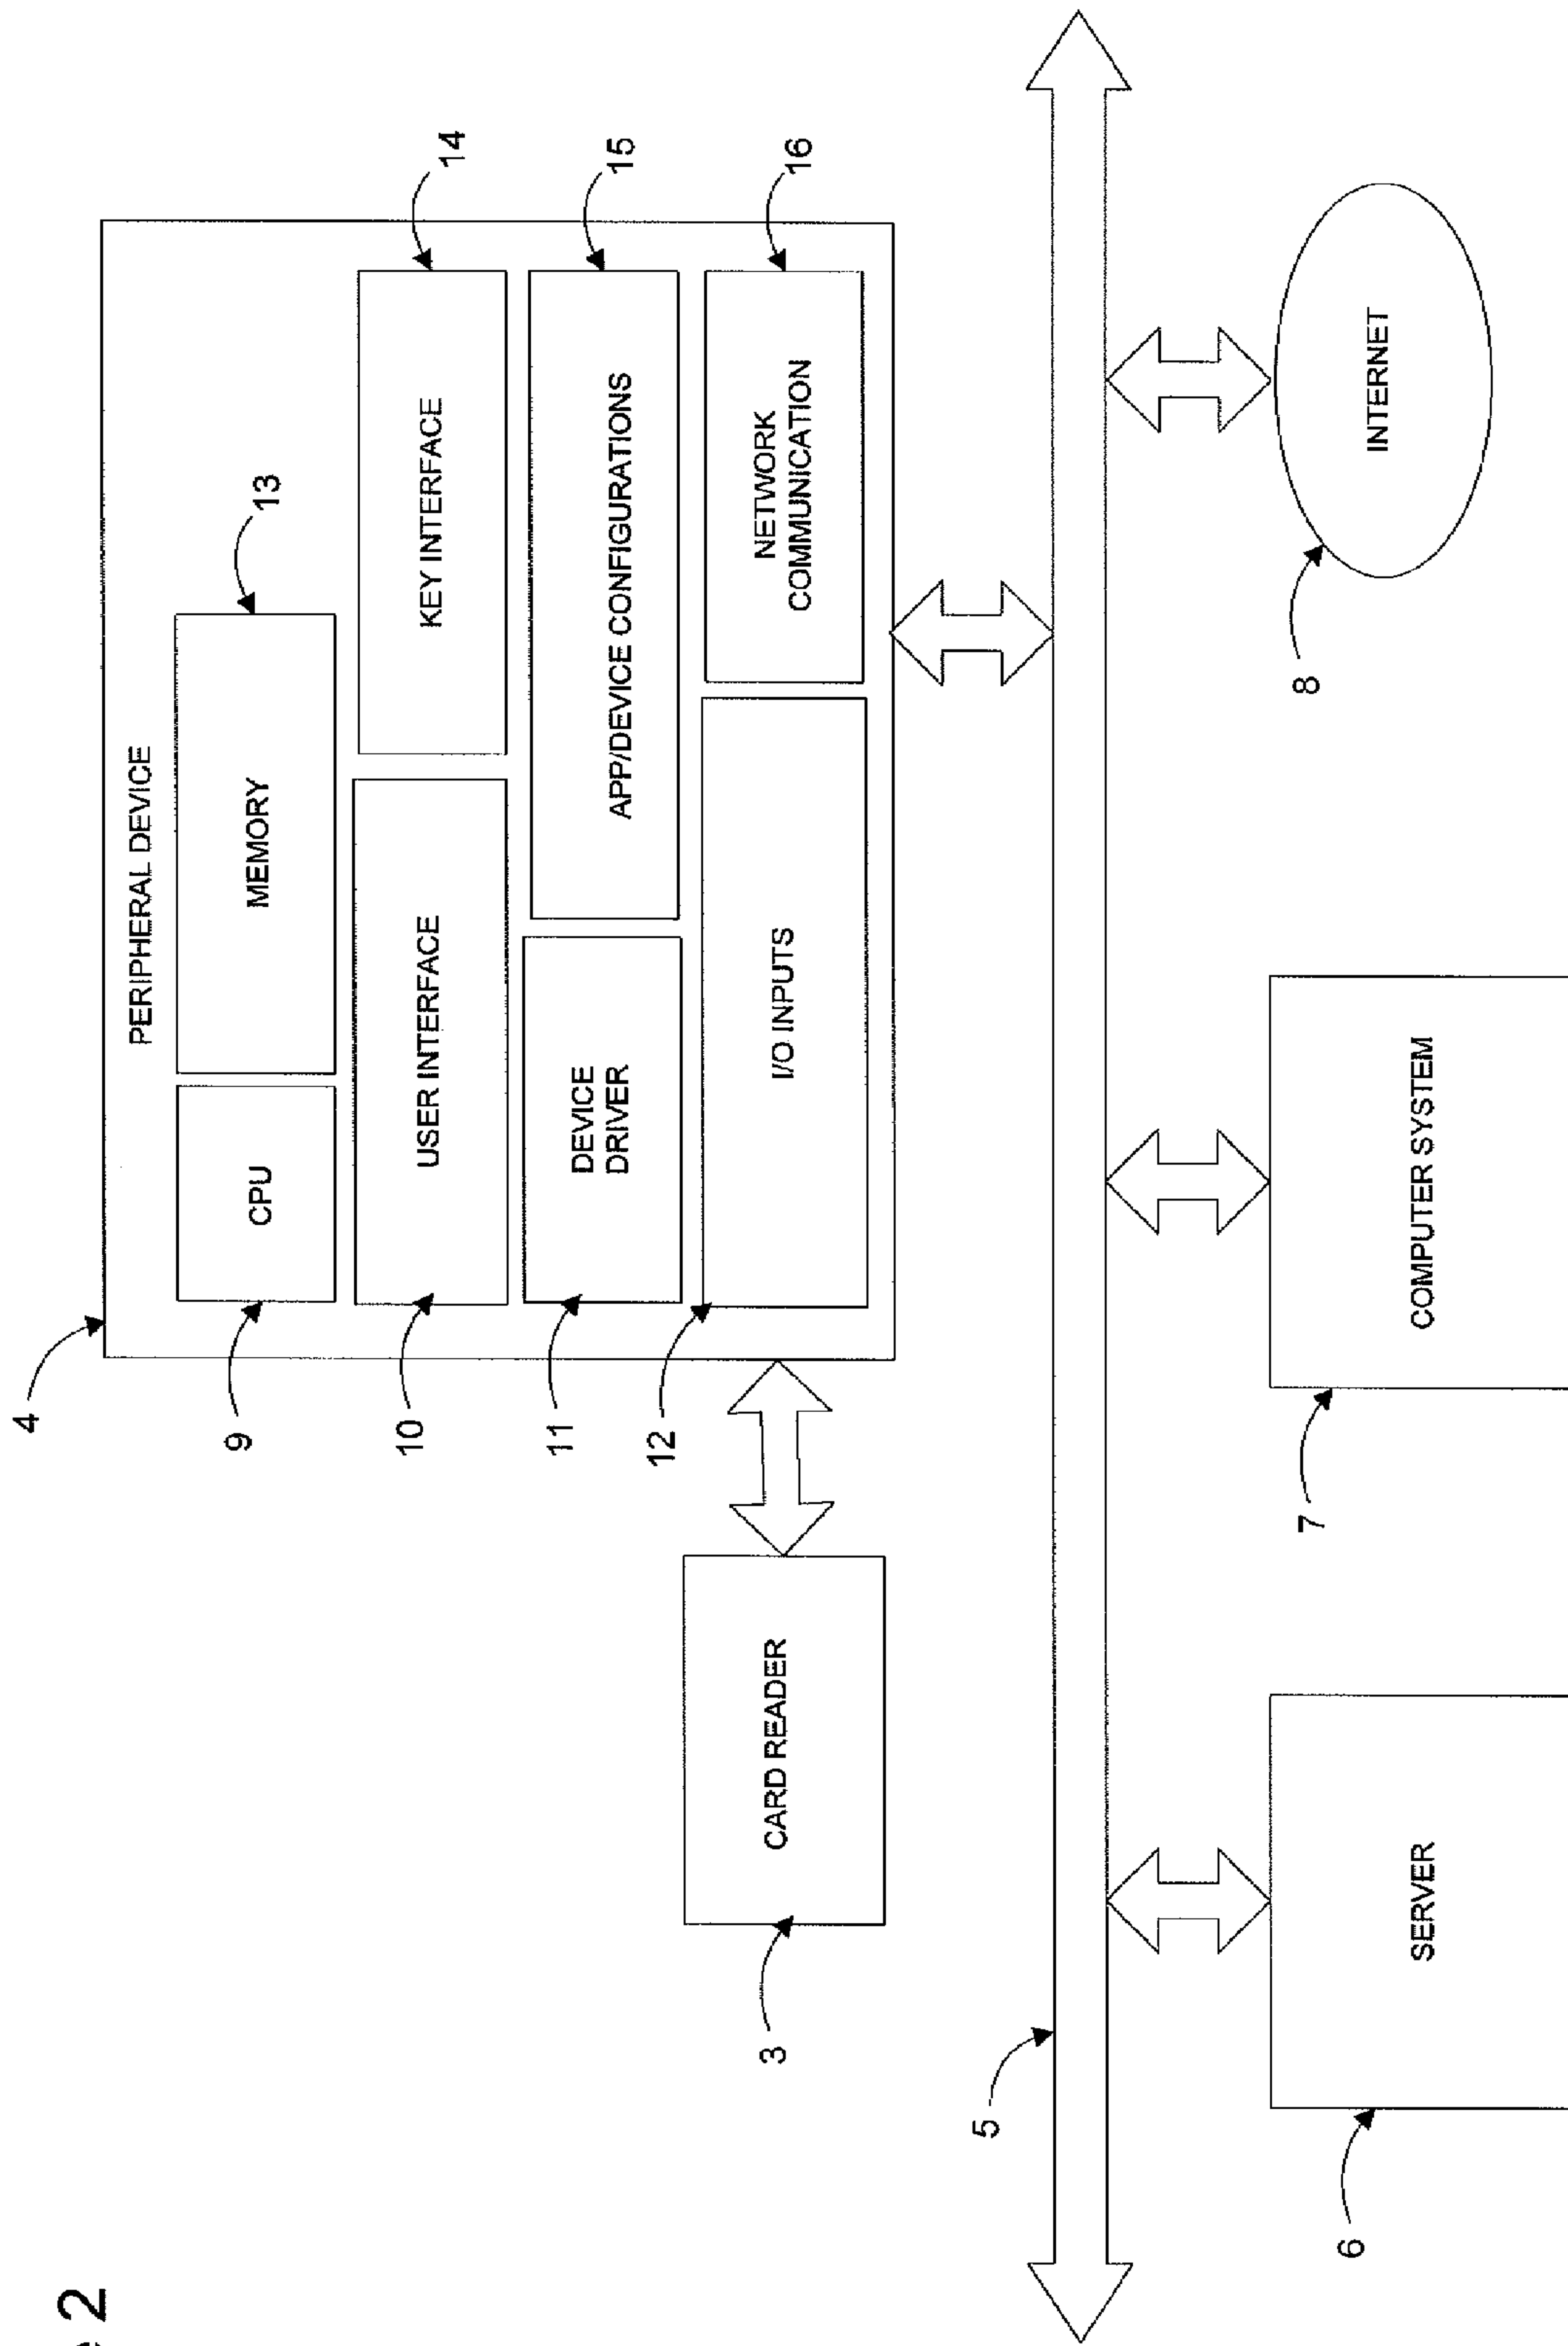 e 2
4
PERIPHERAL DEVICE
9
CPU
MEMORY
13
10
USER INTERFACE
KEY INTERFACE
14
11
DEVICE
DRIVER
APP/DEVICE CONFIGURATIONS
15
12
I/O INPUTS
NETWORK
COMMUNICATION
16
3
CARD READER
5
6
SERVER
7
COMPUTER SYSTEM
8
INTERNET